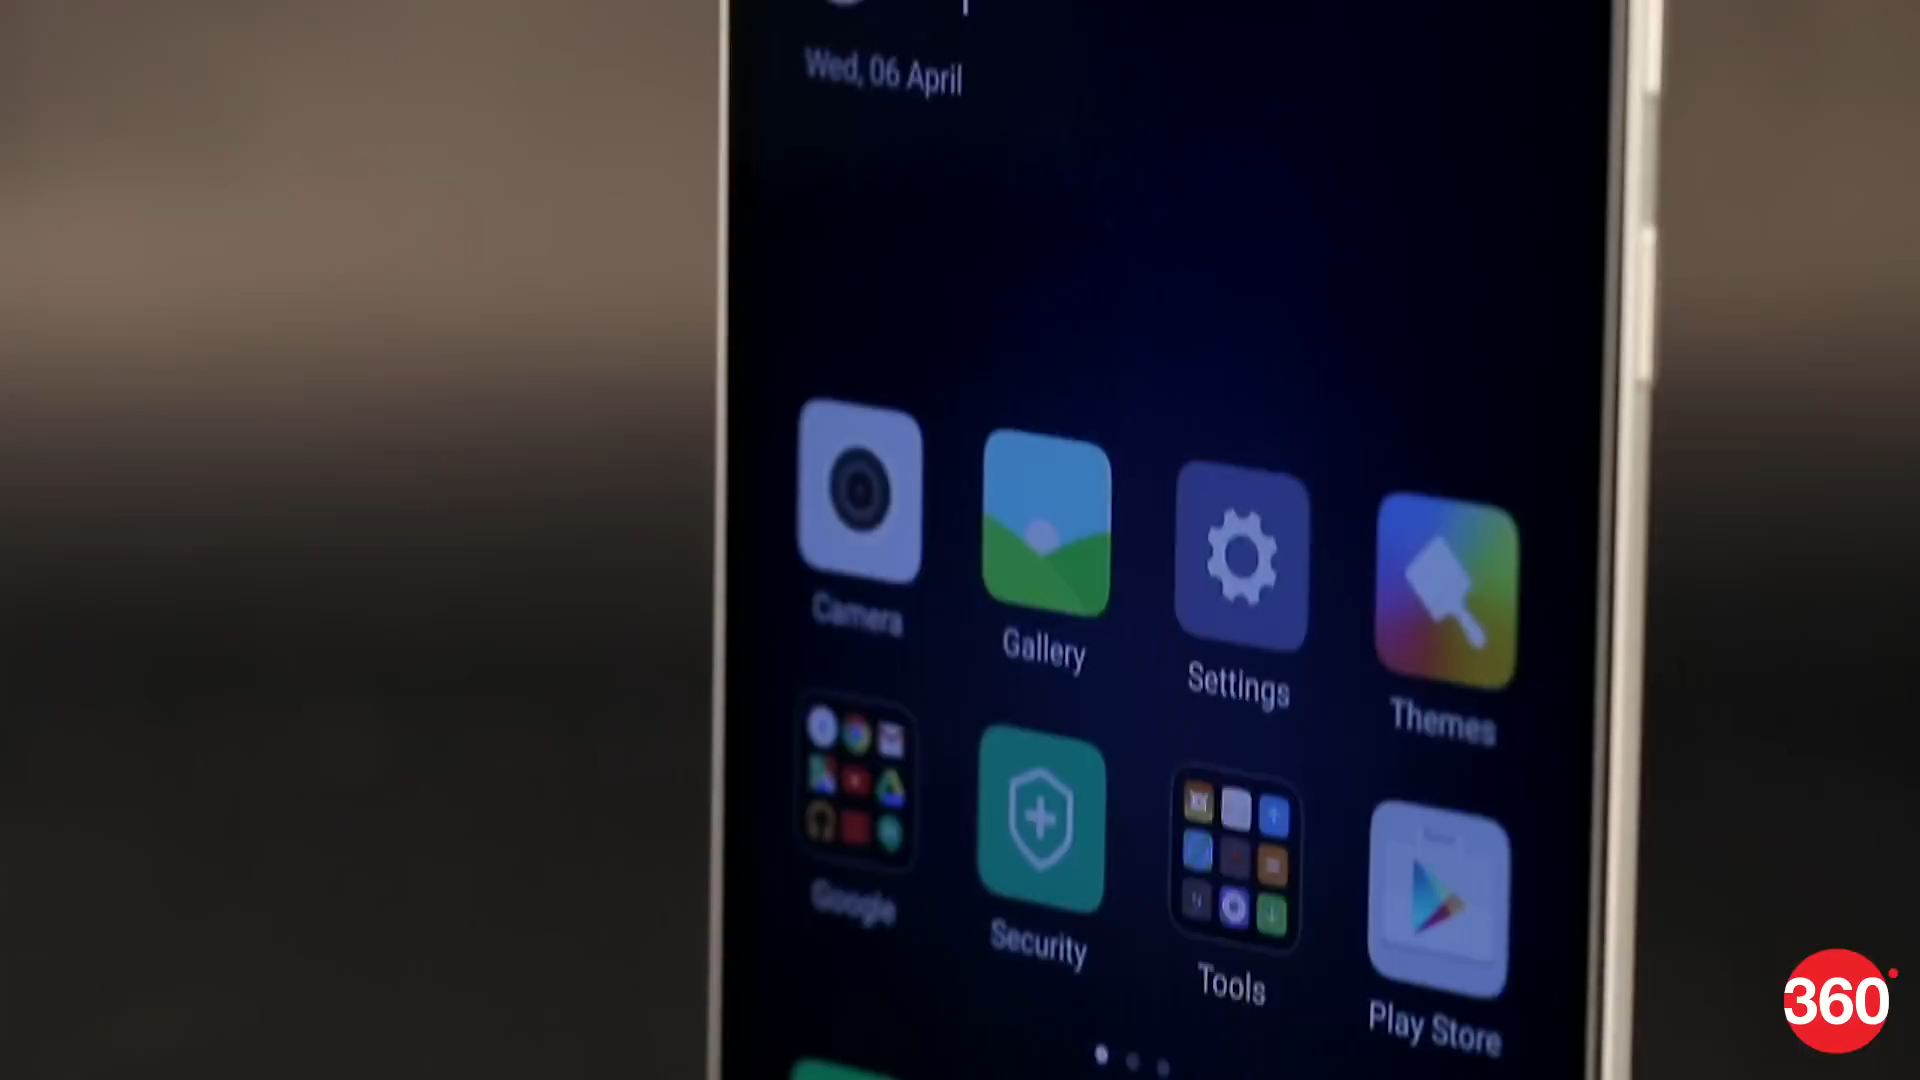 Wed, 06 April
Camera
Gallery
Settings
Themes
Google
Security
Tools
Play Store
360